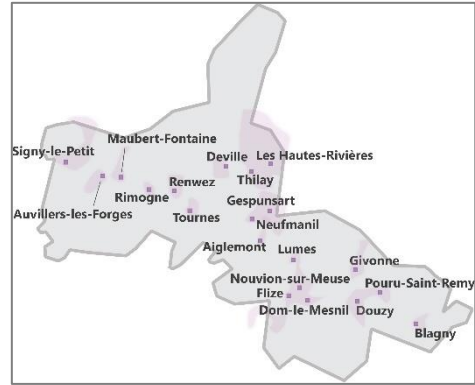 Maubert-Fontaine
Signy-le-Petit
Deville
Les Hautes-Rivières
Renwez
Thilay
Rimogne
Auvillers-les-Forges
Gespunsart
Tournes
Neufmanil
Aiglemont
Lumes
Givonne
Nouvion-sur-Meuse
Pouru-Saint-Remy
Flize
Dom-le-Mesnil
Douzy
Blagny